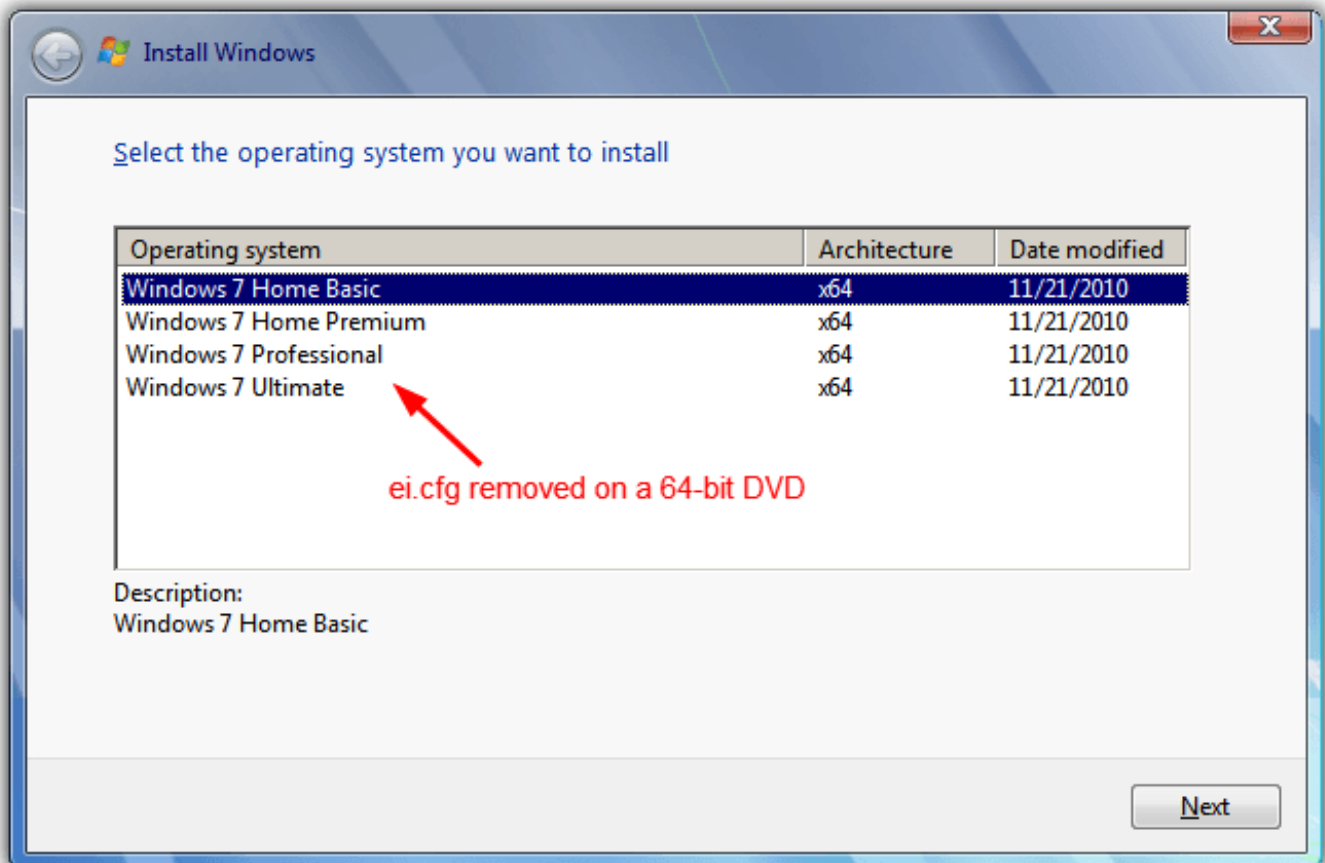 Install Windows
Select the operating system you want to install
Operating system Architecture Date modified
Windows 7 Home Basic x64 11/21/2010
Windows 7 Home Premium x64 11/21/2010
Windows 7 Professional x64 11/21/2010
Windows 7 Ultimate x64 11/21/2010
ei.cfg removed on a 64-bit DVD
Description:
Windows 7 Home Basic
Next